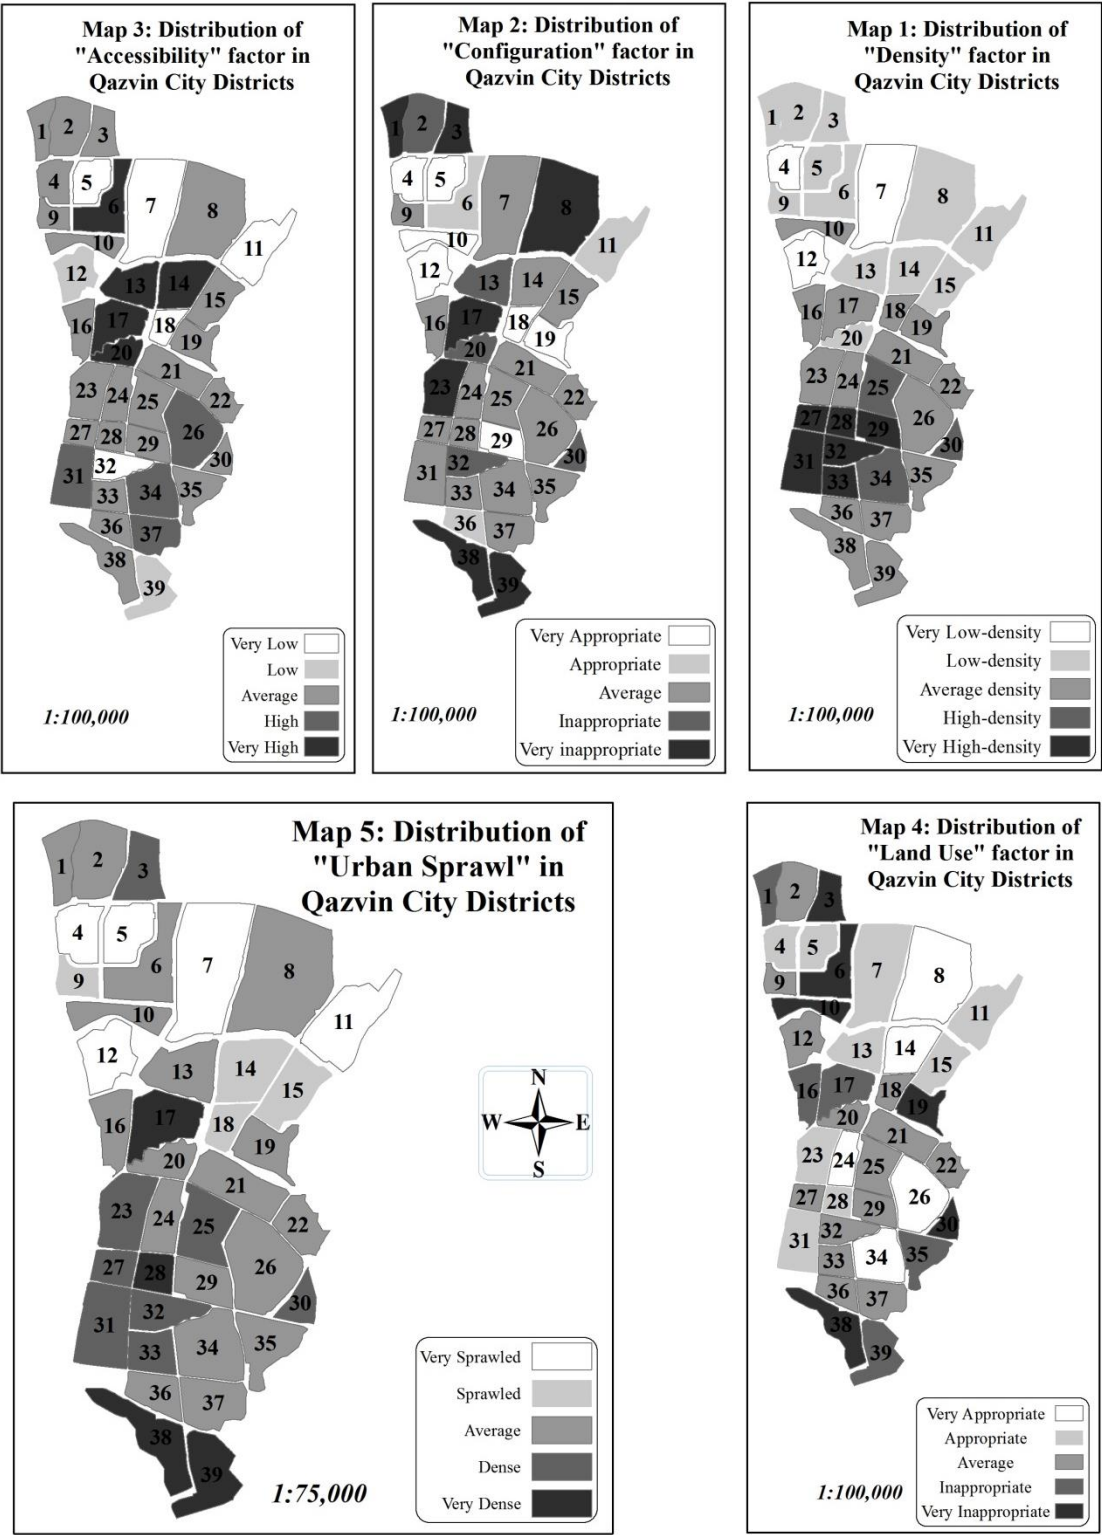 Map 3: Distribution of
"Accessibility" factor in
Qazvin City Districts
1 2 3
4 5 6 7 8
9
10 11
12 13 14 15
16 17 18 19
20
21
23 24 25 22
26
27 28 29 30
31 32
33 34 35
36 37
38
39
Very Low
Low
Average
High
Very High
1:100,000
Map 2: Distribution of
"Configuration" factor in
Qazvin City Districts
1 2 3
4 5 6 7 8
9
10 11
12 13 14 15
16 17 18 19
20
21
23 24 25 22
26
27 28 29 30
31 32
33 34 35
36 37
38
39
Very Appropriate
Appropriate
Average
Inappropriate
Very inappropriate
1:100,000
Map 1: Distribution of
"Density" factor in
Qazvin City Districts
1 2 3
4 5 6 7 8
9
10 11
12 13 14 15
16 17 18 19
20
21
23 24 25 22
26
27 28 29 30
31 32
33 34 35
36 37
38
39
Very Low-density
Low-density
Average density
High-density
Very High-density
1:100,000
Map 5: Distribution of
"Urban Sprawl" in
Qazvin City Districts
1 2 3
4 5 6 7 8
9
10 11
12 13 14 15
16 17 18 19
20
21
23 24 25 22
26
27 28 29 30
31 32
33 34 35
36 37
38
39
N
W E
S
Very Sprawled
Sprawled
Average
Dense
Very Dense
1:75,000
Map 4: Distribution of
"Land Use" factor in
Qazvin City Districts
1 2 3
4 5 6 7 8
9
10 11
12 13 14 15
16 17 18 19
20
21
23 24 25 22
26
27 28 29 30
31 32
33 34 35
36 37
38
39
Very Appropriate
Appropriate
Average
Inappropriate
Very Inappropriate
1:100,000